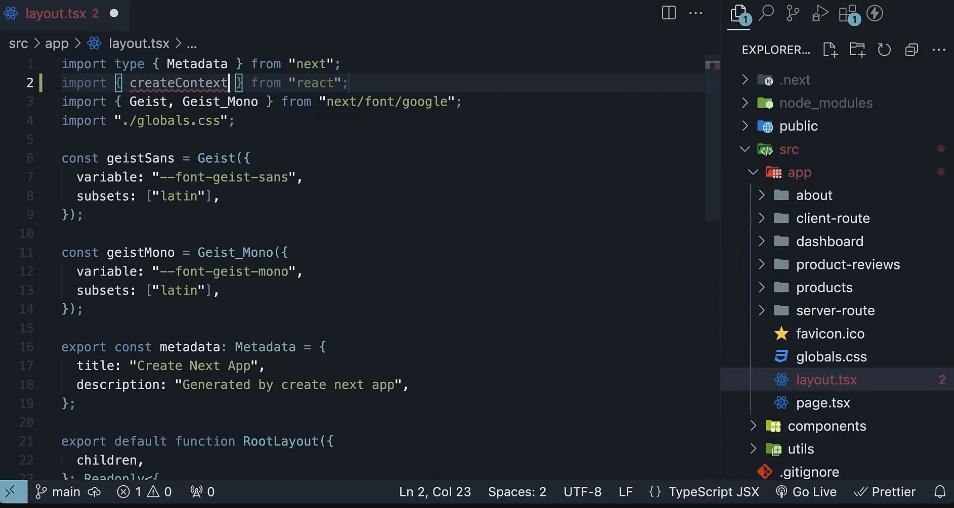 layout.tsx 2
src > app > layout.tsx > ...
1 import type { Metadata } from "next";
2 import { createContext } from "react";
3 import { Geist, Geist_Mono } from "next/font/google";
4 import "./globals.css";
5
6 const geistSans = Geist({
7 variable: "--font-geist-sans",
8 subsets: ["latin"],
9 });
10
11 const geistMono = Geist_Mono({
12 variable: "--font-geist-mono",
13 subsets: ["latin"],
14 });
15
16 export const metadata: Metadata = {
17 title: "Create Next App",
18 description: "Generated by create next app",
19 };
20
21 export default function RootLayout({
22 children,
23 }: Readonly<{
1 1
EXPLORER...
.next
node_modules
public
src
app
about
client-route
dashboard
product-reviews
products
server-route
favicon.ico
globals.css
layout.tsx 2
page.tsx
components
utils
.gitignore
main 1 0 0 Ln 2, Col 23 Spaces: 2 UTF-8 LF {} TypeScript JSX Go Live Prettier